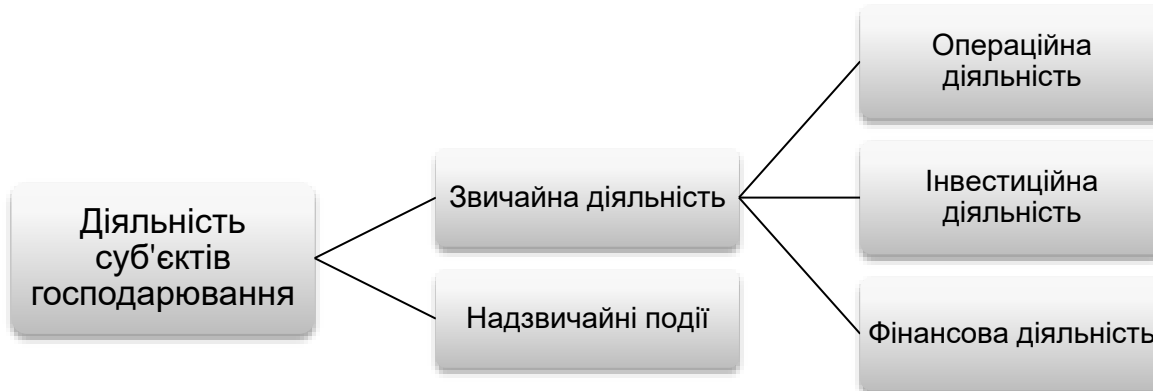 Діяльність
суб'єктів
господарювання
Звичайна діяльність
Надзвичайні події
Операційна
діяльність
Інвестиційна
діяльність
Фінансова діяльність